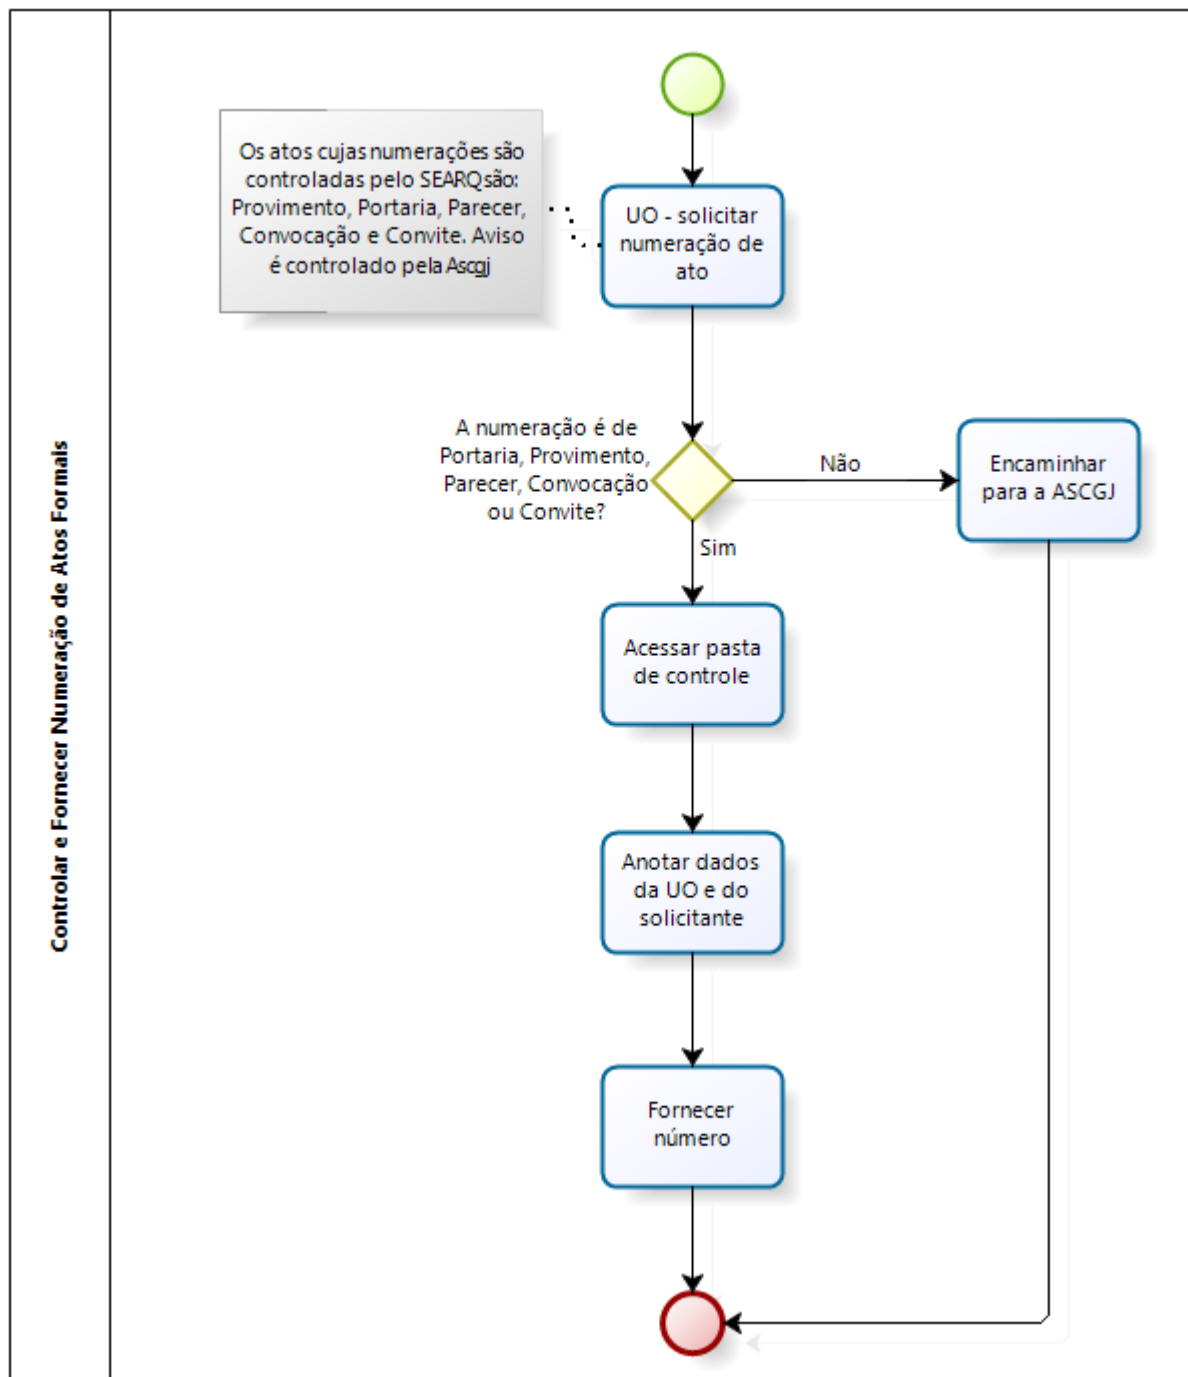 Controlar e Fornecer Numeração de Atos Formais
Os atos cujas numerações são
controladas pelo SEARQ são:
Provimento, Portaria, Parecer,
Convocação e Convite. Aviso
é controlado pela Ascgj
UO - solicitar
numeração de
ato
A numeração é de
Portaria, Provimento,
Parecer, Convocação
ou Convite?
Não
Encaminhar
para a ASCGJ
Sim
Acessar pasta
de controle
Anotar dados
da UO e do
solicitante
Fornecer
número